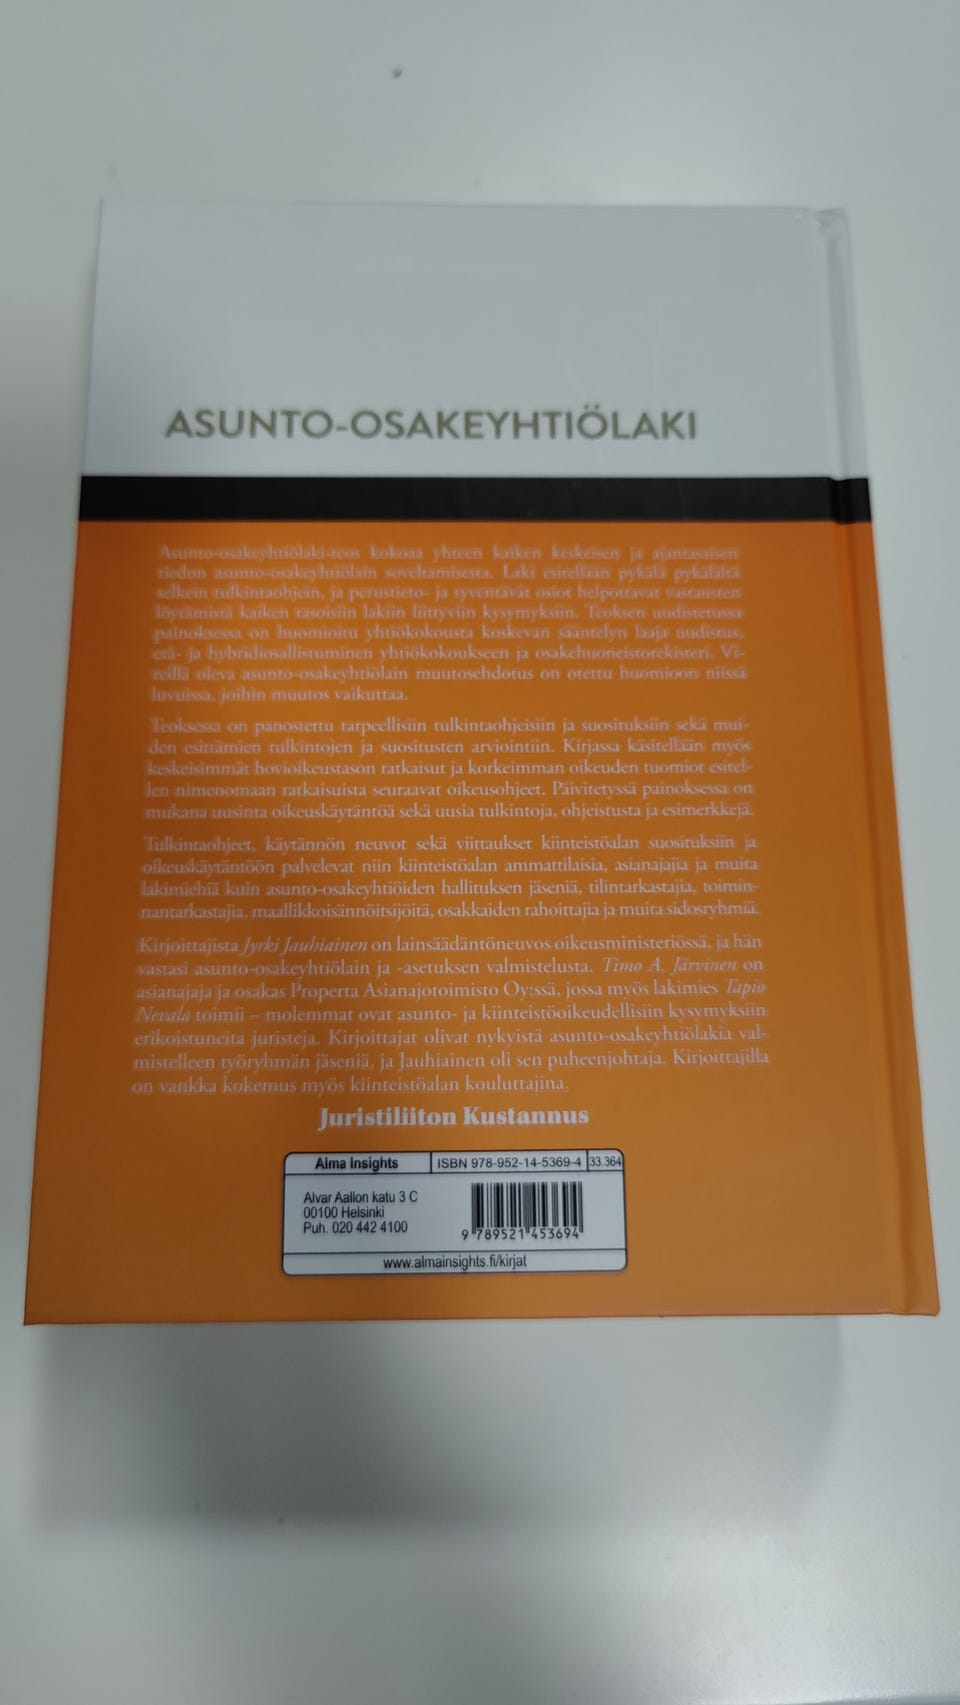 ASUNTO-OSAKEYHTIÖLAKI
Asunto-osakeyhtiölaki-teos kokoaa yhteen kaiken keskeisen ja ajantasaisen
tiedon asunto-osakeyhtiölain soveltamisesta. Laki esitellään pykälä pykälältä
selkein tulkintaohjein, ja perustieto- ja syventävät osiot helpottavat vastausten
löytämistä kaiken tasoisiin lakiin liittyviin kysymyksiin. Teoksen uudistetussa
painoksessa on huomioitu yhtiökokousta koskevan sääntelyn laaja uudistus,
etä- ja hybridiosallistuminen yhtiökokoukseen ja osakehuoneistorekisteri. Vi-
reillä oleva asunto-osakeyhtiölain muutosehdotus on otettu huomioon niissä
luvuissa, joihin muutos vaikuttaa.
Teoksessa on panostettu tarpeellisiin tulkintaohjeisiin ja suosituksiin sekä mui-
den esittämien tulkintojen ja suositusten arviointiin. Kirjassa käsitellään myös
keskeisimmät hovioikeustason ratkaisut ja korkeimman oikeuden tuomiot esitel-
len nimenomaan ratkaisuista seuraavat oikeusohjeet. Päivitetyssä painoksessa on
mukana uusinta oikeuskäytäntöä sekä uusia tulkintoja, ohjeistusta ja esimerkkejä.
Tulkintaohjeet, käytännön neuvot sekä viittaukset kiinteistöalan suosituksiin ja
oikeuskäytäntöön palvelevat niin kiinteistöalan ammattilaisia, asianajajia ja muita
lakimiehiä kuin asunto-osakeyhtiöiden hallituksen jäseniä, tilintarkastajia, toimin-
nantarkastajia, maallikkoisännöitsijöitä, osakkaiden rahoittajia ja muita sidosryhmiä.
Kirjoittajista Jyrki Jauhiainen on lainsäädäntöneuvos oikeusministeriössä, ja hän
vastasi asunto-osakeyhtiölain ja -asetuksen valmistelusta. Timo A. Järvinen on
asianajaja ja osakas Properta Asianajotoimisto Oy:ssä, jossa myös lakimies Tapio
Nevala toimii – molemmat ovat asunto- ja kiinteistöoikeudellisiin kysymyksiin
erikoistuneita juristeja. Kirjoittajat olivat nykyistä asunto-osakeyhtiölakia val-
mistelleen työryhmän jäseniä, ja Jauhiainen oli sen puheenjohtaja. Kirjoittajilla
on vankka kokemus myös kiinteistöalan kouluttajina.
Juristiliiton Kustannus
Alma Insights ISBN 978-952-14-5369-4 33.364
Alvar Aallon katu 3 C
00100 Helsinki
Puh. 020 442 4100
9 789521 453694
www.almainsights.fi/kirjat